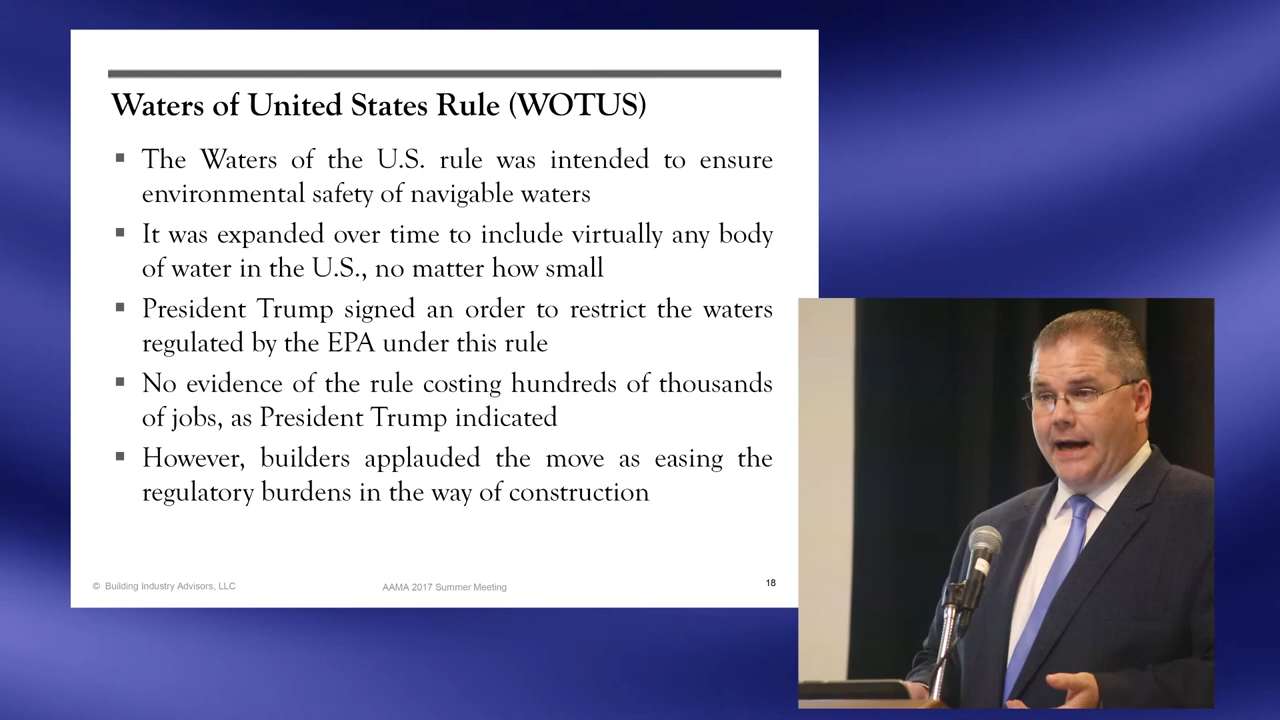 Waters of United States Rule (WOTUS)
▪ The Waters of the U.S. rule was intended to ensure
environmental safety of navigable waters
▪ It was expanded over time to include virtually any body
of water in the U.S., no matter how small
▪ President Trump signed an order to restrict the waters
regulated by the EPA under this rule
▪ No evidence of the rule costing hundreds of thousands
of jobs, as President Trump indicated
▪ However, builders applauded the move as easing the
regulatory burdens in the way of construction
© Building Industry Advisors, LLC
AAMA 2017 Summer Meeting
18